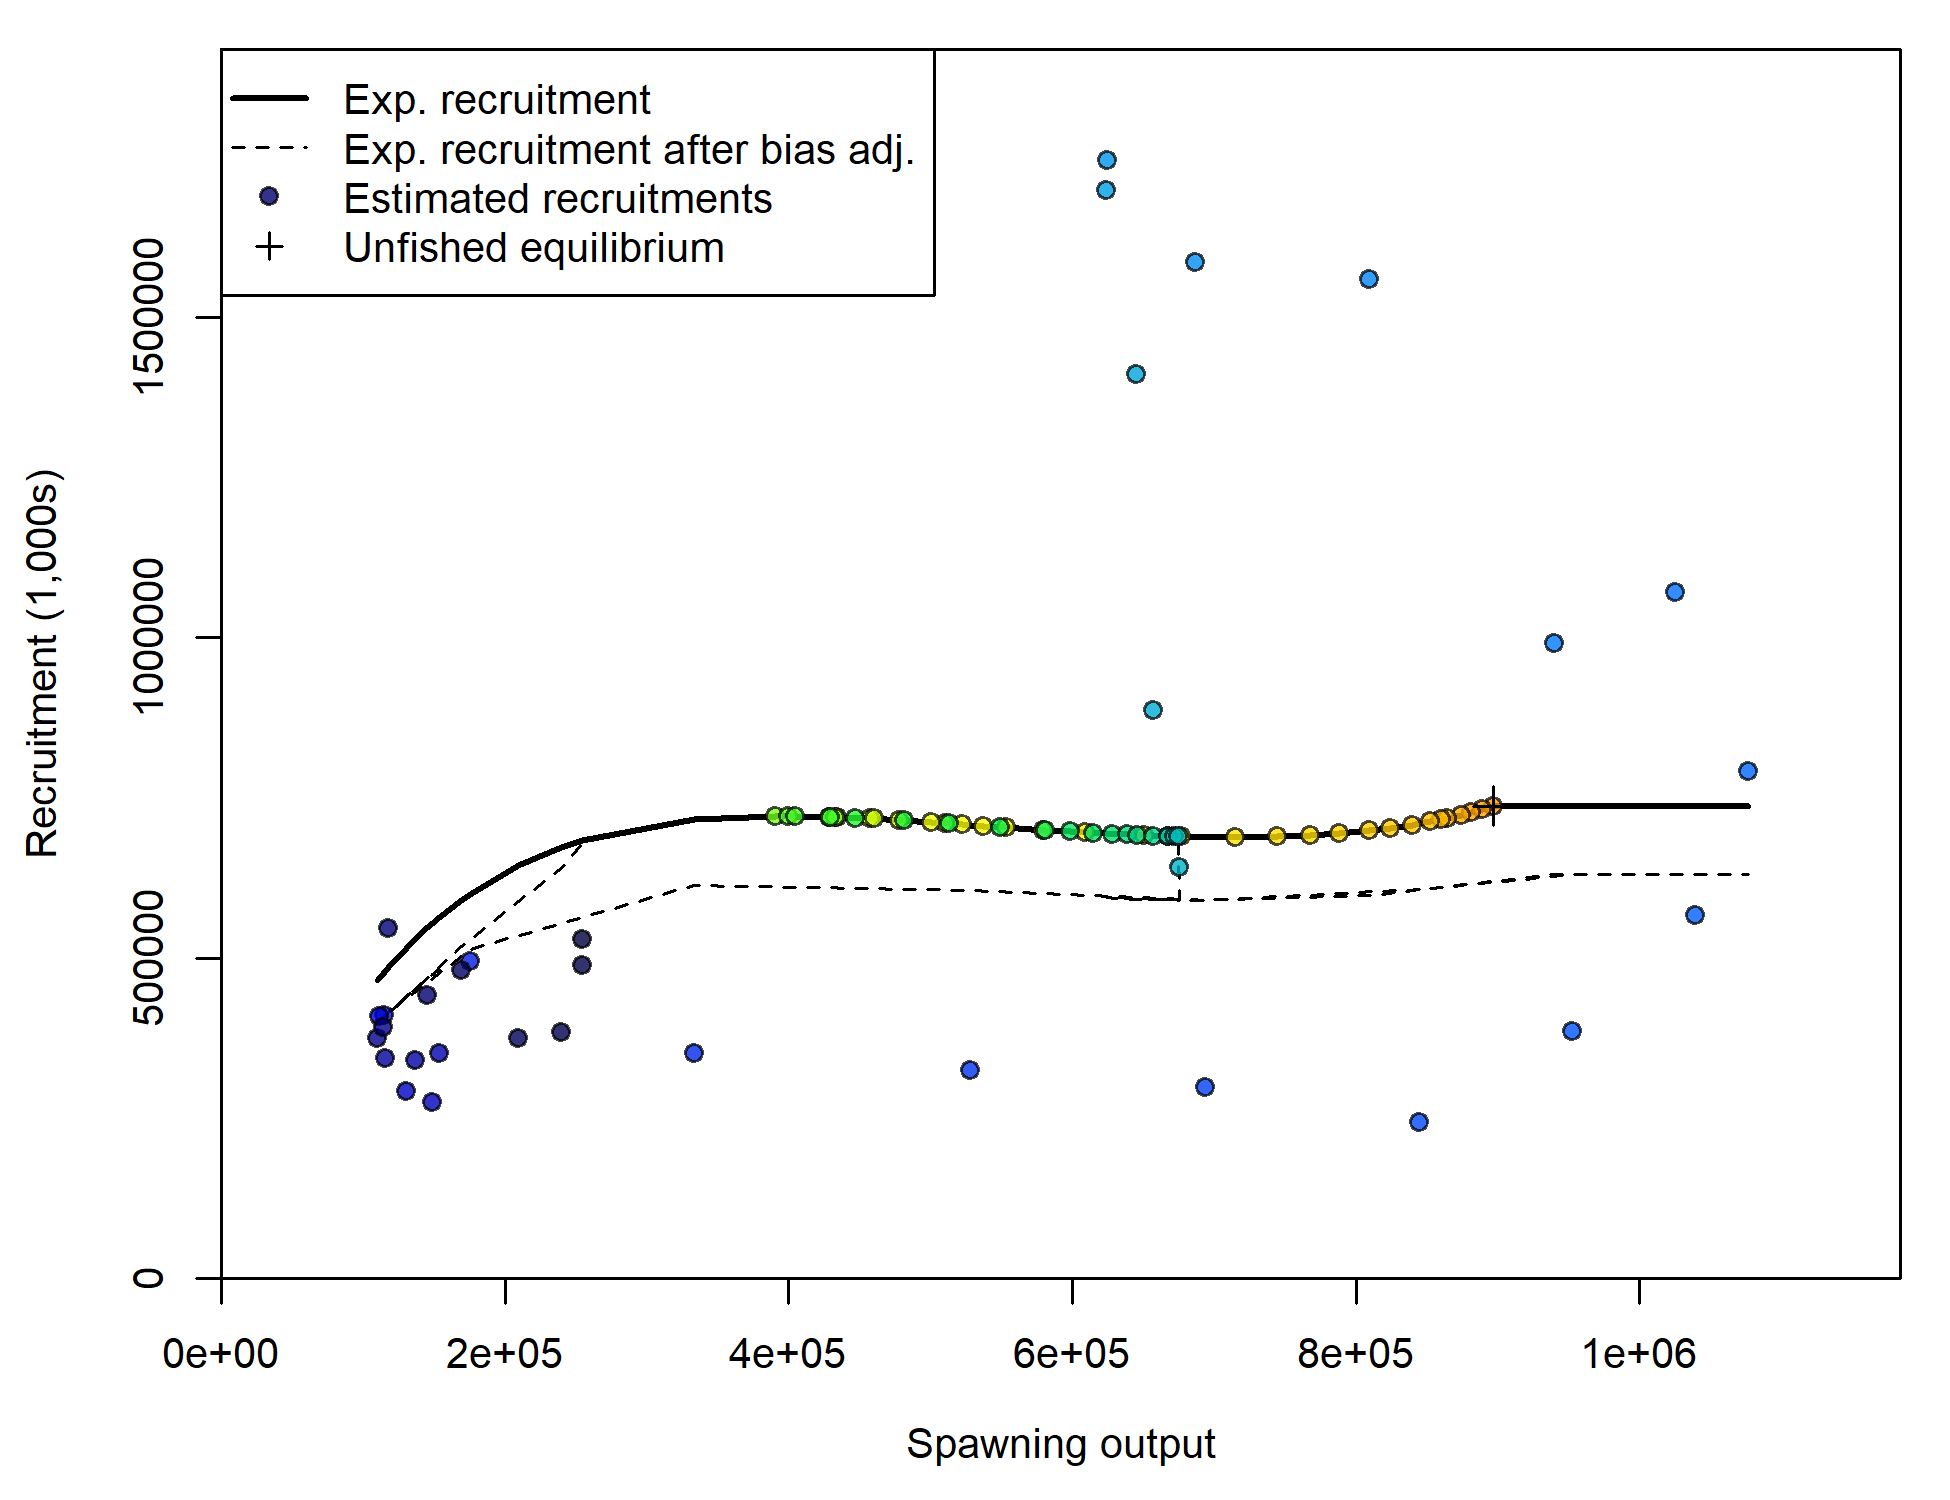 Exp. recruitment
Exp. recruitment after bias adj.
Estimated recruitments
Unfished equilibrium
Recruitment (1,000s)
1500000
1000000
500000
0
0e+00 2e+05 4e+05 6e+05 8e+05 1e+06
Spawning output